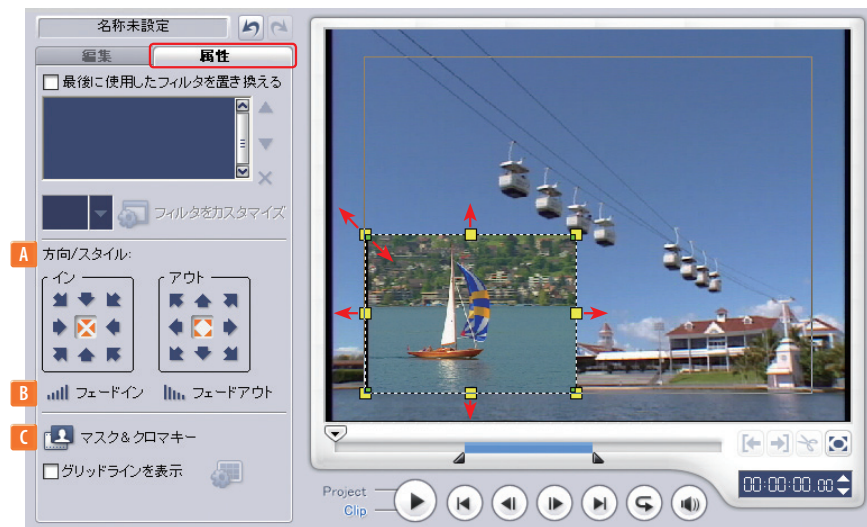 名称未設定
編集
属性
最後に使用したフィルタを置き換える
フィルタをカスタマイズ
A
方向/スタイル:
イン
アウト
B
フェードイン
フェードアウト
C
マスク&クロマキー
グリッドラインを表示
Project
Clip
00:00:00.00